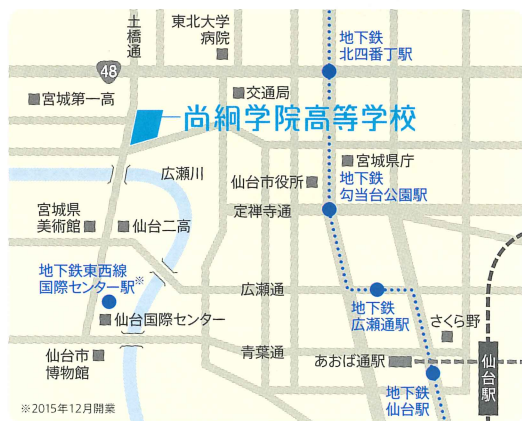 土橋通
東北大学
病院
地下鉄
北四番丁駅
48
宮城第一高
交通局
尚絅学院高等学校
広瀬川
宮城県庁
仙台市役所
地下鉄
勾当台公園駅
宮城県
美術館
仙台二高
定禅寺通
地下鉄東西線
国際センター駅※
広瀬通
地下鉄
広瀬通駅
仙台国際センター
さくら野
仙台市
博物館
青葉通
あおば通駅
仙台駅
地下鉄
仙台駅
※2015年12月開業